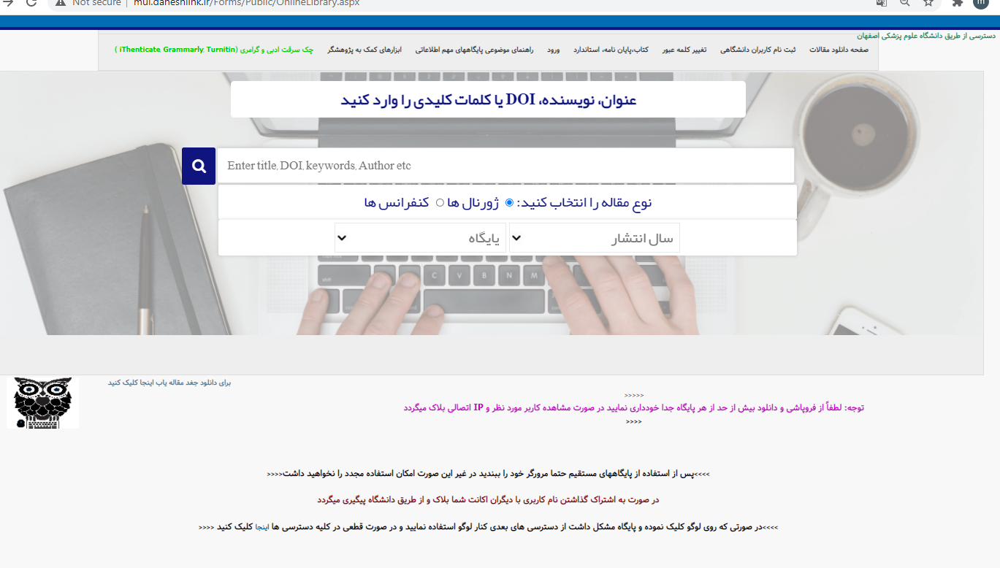 Not secure | mui.daneshlink.ir/Forms/Public/OnlineLibrary.aspx
m
دسترسی از طریق دانشگاه علوم پزشکی اصفهان
صفحه دانلود مقالات ثبت نام کاربران دانشگاهی تغییر کلمه عبور کتاب،پایان نامه، استاندارد ورود راهنمای موضوعی پایگاههای مهم اطلاعاتی ابزارهای کمک به پژوهشگر چک سرقت ادبی و گرامری (iThenticate, Grammarly, Turnitin )
عنوان، نویسنده، DOI یا کلمات کلیدی را وارد کنید
Enter title, DOI, keywords, Author etc
نوع مقاله را انتخاب کنید: ژورنال ها کنفرانس ها
سال انتشار پایگاه
shift C V B N M
برای دانلود جغد مقاله یاب اینجا کلیک کنید
>>>>>
توجه: لطفاً از فروپاشی و دانلود بیش از حد از هر پایگاه جدا خودداری نمایید در صورت مشاهده کاربر مورد نظر و IP اتصالی بلاک میگردد
>>>>
<<<<پس از استفاده از پایگاههای مستقیم حتما مرورگر خود را ببندید در غیر این صورت امکان استفاده مجدد را نخواهید داشت>>>>
در صورت به اشتراک گذاشتن نام کاربری با دیگران اکانت شما بلاک و از طریق دانشگاه پیگیری میگردد
<<<<در صورتی که روی لوگو کلیک نموده و پایگاه مشکل داشت از دسترسی های بعدی کنار لوگو استفاده نمایید و در صورت قطعی در کلیه دسترسی ها اینجا کلیک کنید >>>>